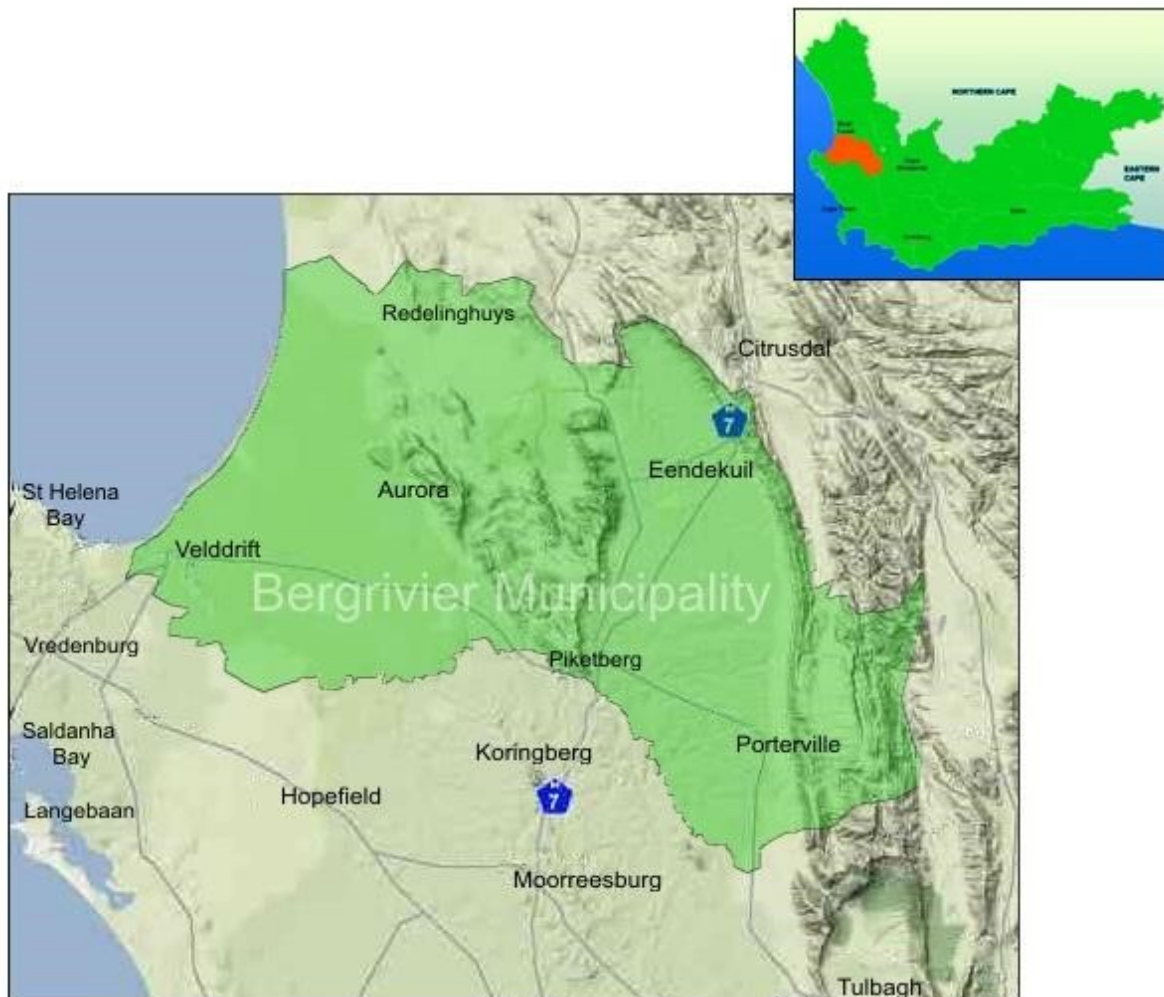 NORTHERN CAPE
EASTERN
CAPE
Redelinghuys
Citrusdal
N
7
Eendekuil
Aurora
St Helena
Bay
Velddrift
Bergrivier Municipality
Vredenburg
Piketberg
Saldanha
Bay
Porterville
Koringberg
Hopefield
7
Langebaan
Moorreesburg
Tulbagh